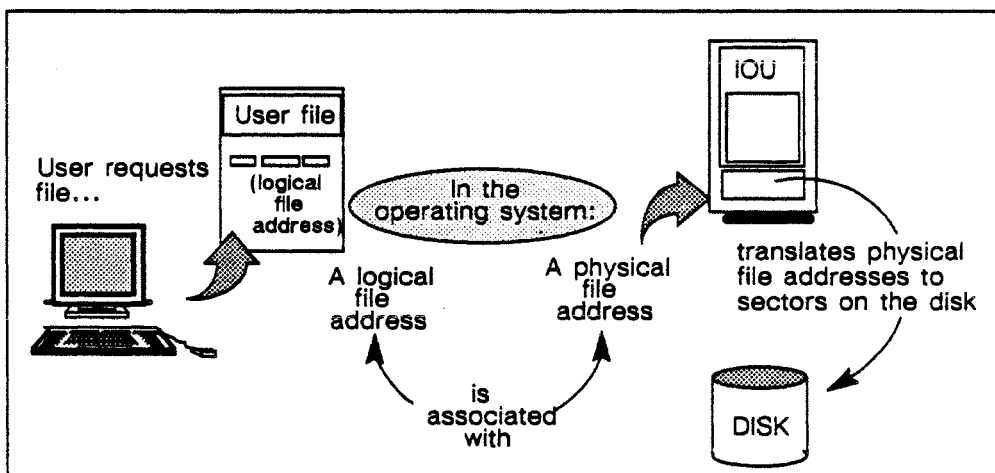 User requests
file...
User file
(logical
file
address)
In the
operating system:
A logical
file
address
is
associated
with
A physical
file
address
IOU
translates physical
file addresses to
sectors on the disk
DISK